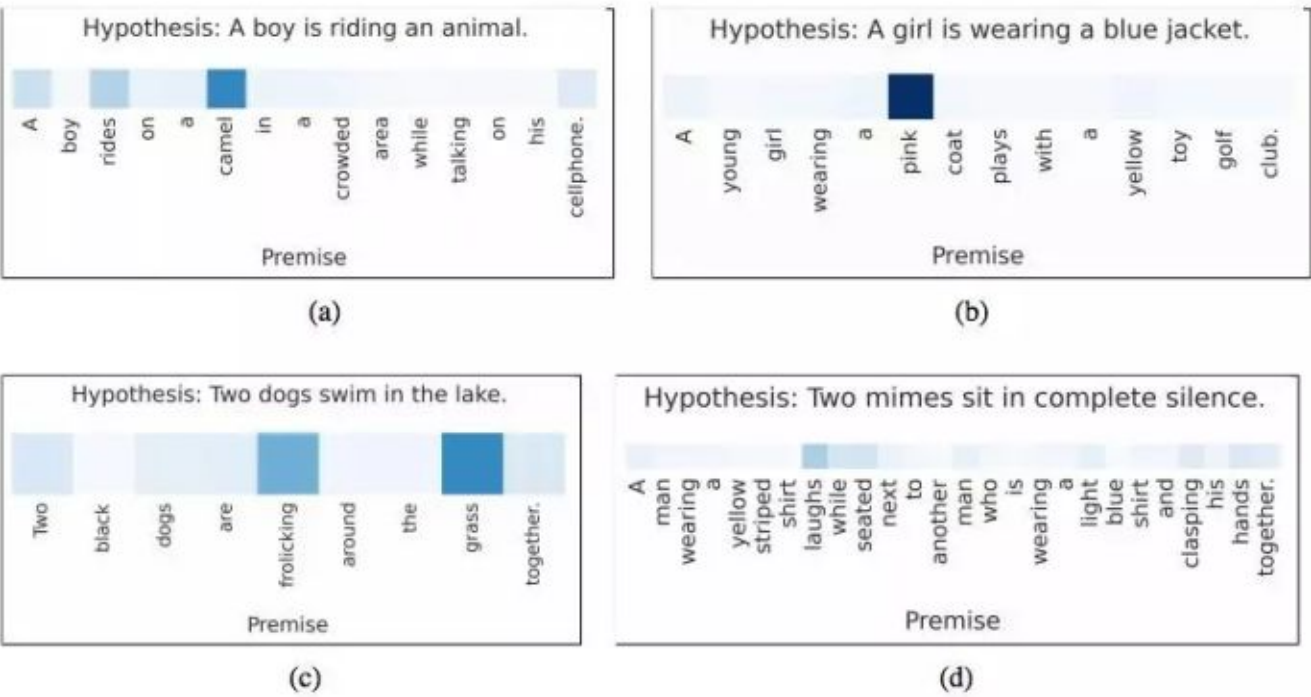 Hypothesis: A boy is riding an animal.
A boy rides on a camel in a crowded area while talking on his cellphone.
Premise
(a)
Hypothesis: A girl is wearing a blue jacket.
A young girl wearing a pink coat plays with a yellow toy golf club.
Premise
(b)
Hypothesis: Two dogs swim in the lake.
Two black dogs are frolicking around the grass together.
Premise
(c)
Hypothesis: Two mimes sit in complete silence.
A man wearing a yellow striped shirt laughs while seated next to another man who is wearing a light blue shirt and clasping his hands together.
Premise
(d)